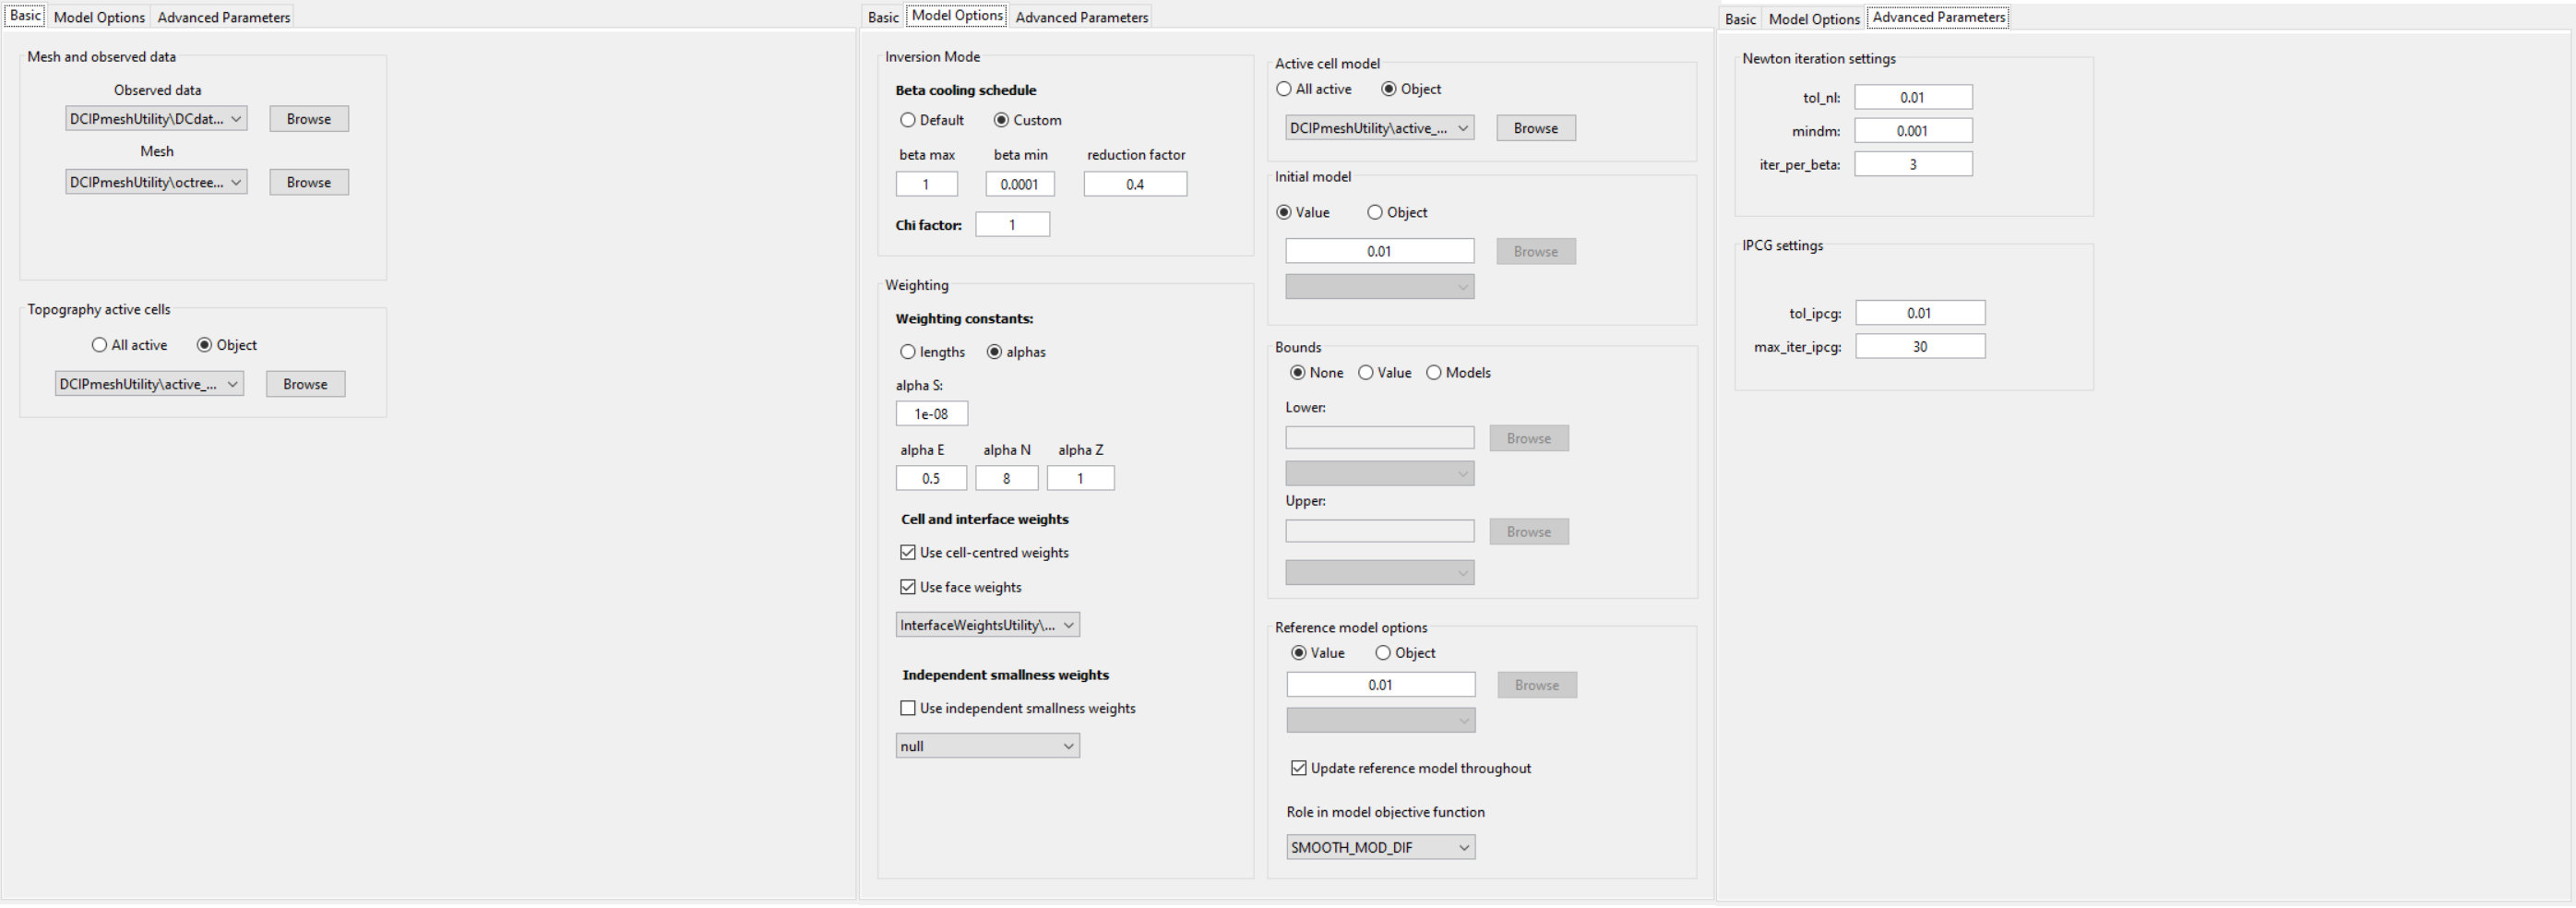 Basic Model Options Advanced Parameters
Mesh and observed data
Observed data
DCIPmeshUtility\DCdat... Browse
Mesh
DCIPmeshUtility\octree... Browse
Topography active cells
All active Object
DCIPmeshUtility\active_... Browse
Basic Model Options Advanced Parameters
Inversion Mode
Beta cooling schedule
Default Custom
beta max beta min reduction factor
1 0.0001 0.4
Chi factor: 1
Weighting
Weighting constants:
lengths alphas
alpha S:
1e-08
alpha E alpha N alpha Z
0.5 8 1
Cell and interface weights
Use cell-centred weights
Use face weights
InterfaceWeightsUtility\...
Independent smallness weights
Use independent smallness weights
null
Active cell model
All active Object
DCIPmeshUtility\active_... Browse
Initial model
Value Object
0.01 Browse
Bounds
None Value Models
Lower:
Browse
Upper:
Browse
Reference model options
Value Object
0.01 Browse
Update reference model throughout
Role in model objective function
SMOOTH_MOD_DIF
Basic Model Options Advanced Parameters
Newton iteration settings
tol_nl: 0.01
mindm: 0.001
iter_per_beta: 3
IPCG settings
tol_ipcg: 0.01
max_iter_ipcg: 30